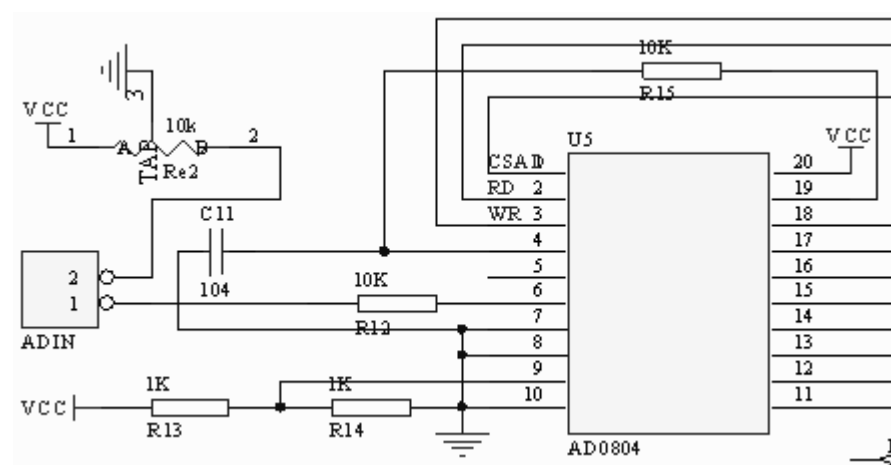 10K
R15
3
VCC
1
10k
2
A
TAP
B
Re2
U5
VCC
CSAD
1
20
RD 2
19
C11
WR 3
18
4
17
5
16
104
10K
6
15
2
1
R12
7
14
ADIN
8
13
9
12
1K
1K
10
11
VCC
R13
R14
AD0804